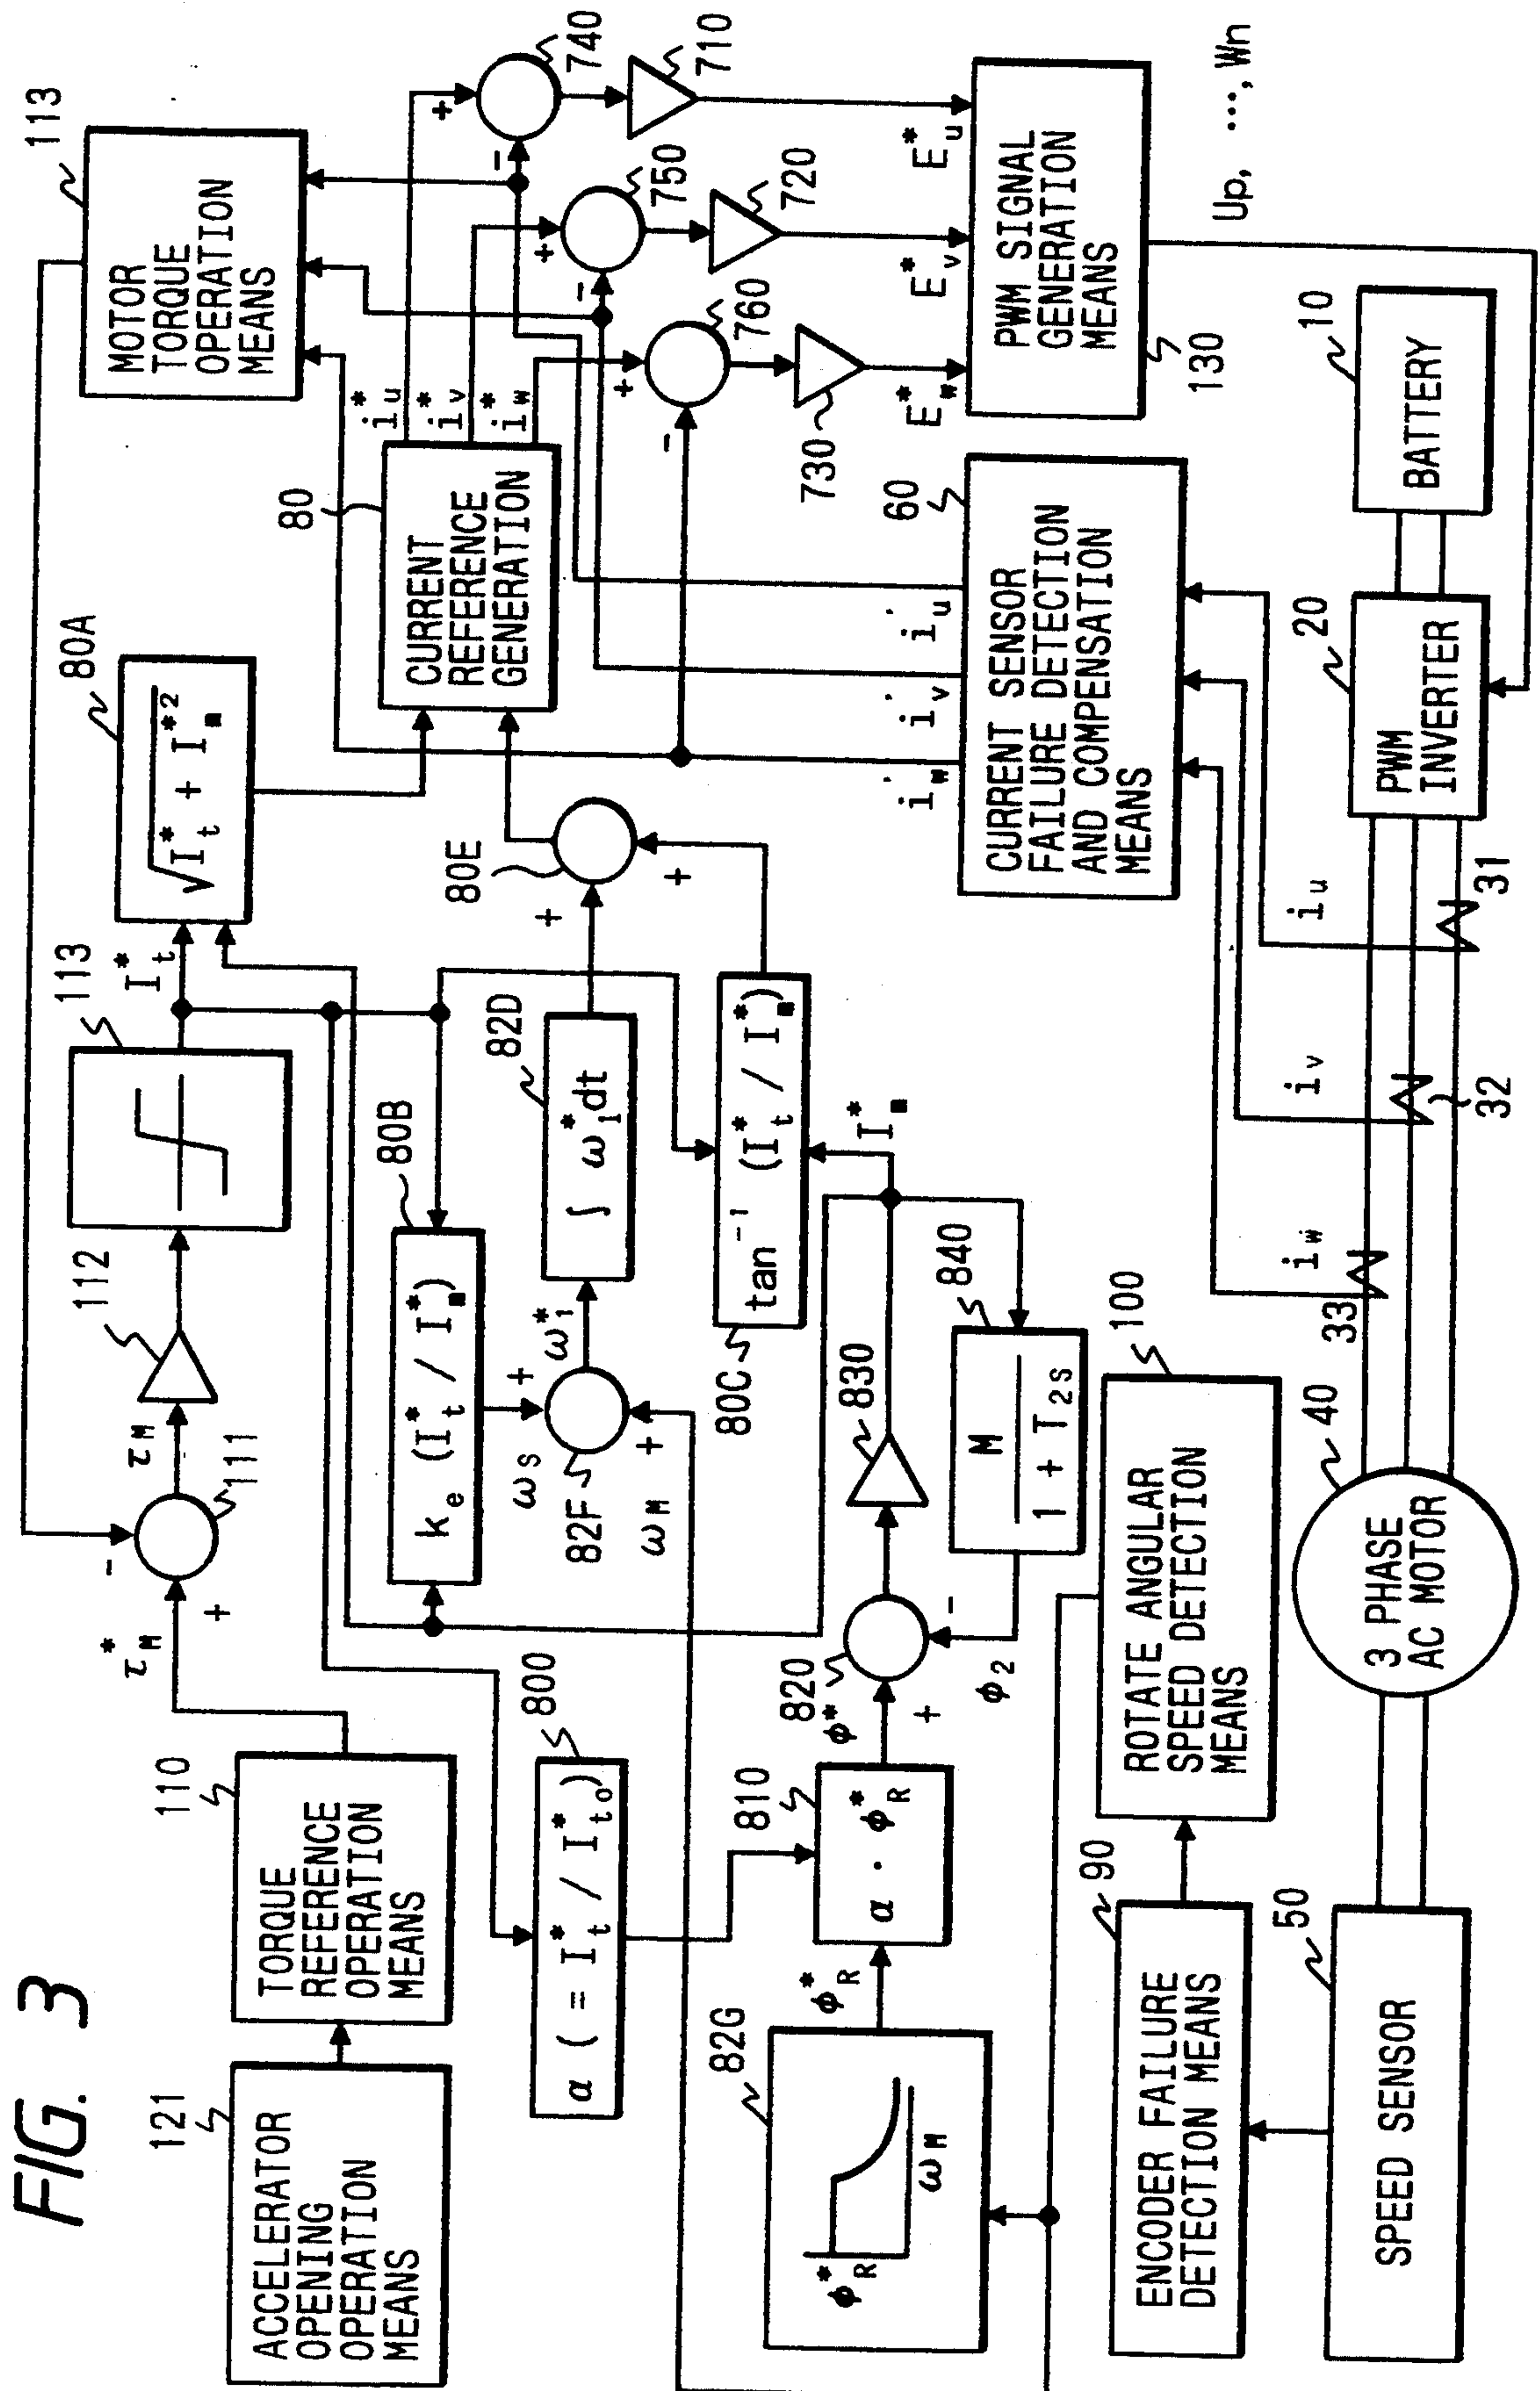 FIG. 3
121
ACCELERATOR
OPENING
OPERATION
MEANS
110
TORQUE
REFERENCE
OPERATION
MEANS
τ*M
+
-
111
τM
112
113
I*t
80A
√I*t + I*m²
113
MOTOR
TORQUE
OPERATION
MEANS
800
α ( = I*t / I*to)
80B
ke (I*t / I*m)
ωS
+
82F
ωM
+
ω*1
82D
∫ ω*1dt
+
80E
+
80
CURRENT
REFERENCE
GENERATION
i*u
i*v
i*w
+
-
740
710
+
-
750
720
+
-
760
730
E*u
E*v
E*w
PWM SIGNAL
GENERATION
MEANS
130
Up, ···, Wn
82G
φ*R
ωM
φ*R
810
α · φ*R
φ*
820
+
-
φ2
830
80C
tan-1 (I*t / I*m)
I*m
840
M
1 + T2S
60
CURRENT SENSOR
FAILURE DETECTION
AND COMPENSATION
MEANS
iw'
iv'
iu'
90
ENCODER FAILURE
DETECTION MEANS
100
ROTATE ANGULAR
SPEED DETECTION
MEANS
50
SPEED SENSOR
40
3 PHASE
AC MOTOR
33
iw
32
iv
31
iu
20
PWM
INVERTER
10
BATTERY